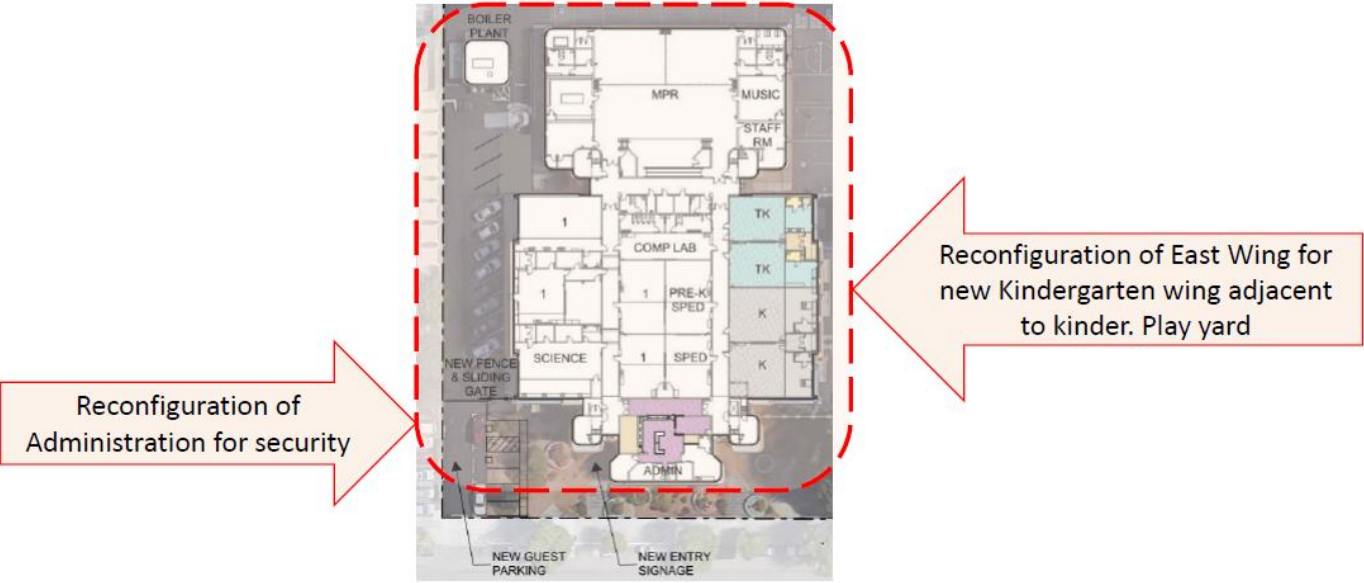 BOILER
PLANT
MPR
MUSIC
STAFF
RM
1
TK
COMP LAB
TK
1
1
PRE-K
SPED
K
SCIENCE
1
SPED
K
NEW FENCE
& SLIDING
GATE
ADMIN
NEW GUEST
PARKING
NEW ENTRY
SIGNAGE
Reconfiguration of
Administration for security
Reconfiguration of East Wing for
new Kindergarten wing adjacent
to kinder. Play yard